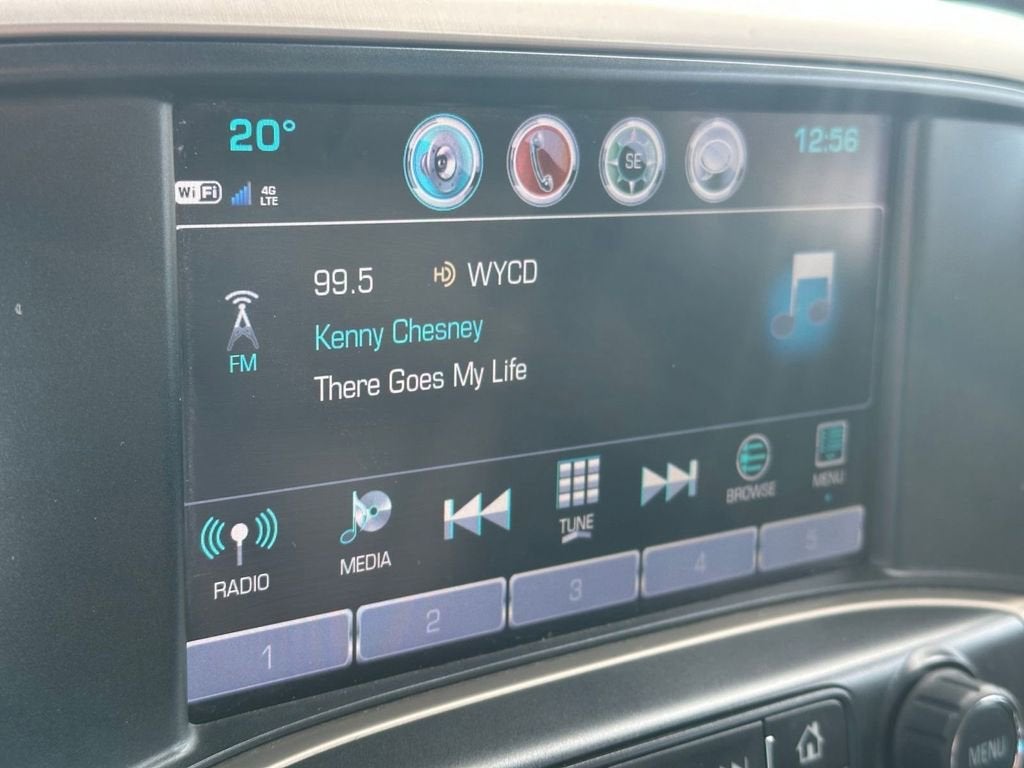 20°
SE
12:56
WiFi
4G
LTE
99.5 HD WYCD
FM
Kenny Chesney
There Goes My Life
RADIO
MEDIA
TUNE
BROWSE
MENU
1
2
3
4
5
MENU